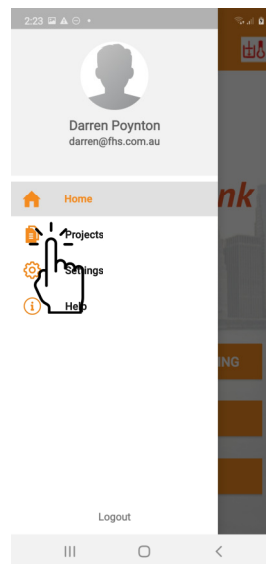 2:23
Darren Poynton
darren@fhs.com.au
Home
nk
Projects
Settings
Help
ING
Logout